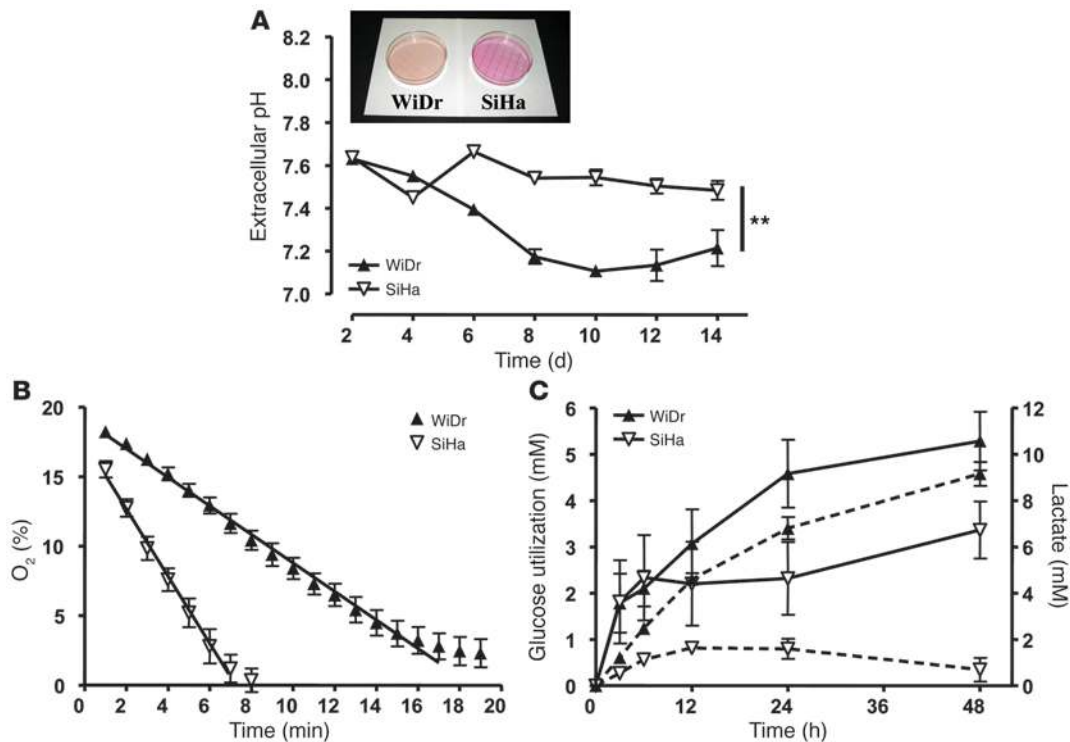 A
8.2
8.0
7.8
7.6
7.4
7.2
7.0
Extracellular pH
WiDr SiHa
WiDr
SiHa
**
2 4 6 8 10 12 14
Time (d)
B
20
15
10
5
0
O2 (%)
WiDr
SiHa
0 2 4 6 8 10 12 14 16 18 20
Time (min)
C
6
5
4
3
2
1
0
Glucose utilization (mM)
WiDr
SiHa
12
10
8
6
4
2
0
Lactate (mM)
0 12 24 36 48
Time (h)